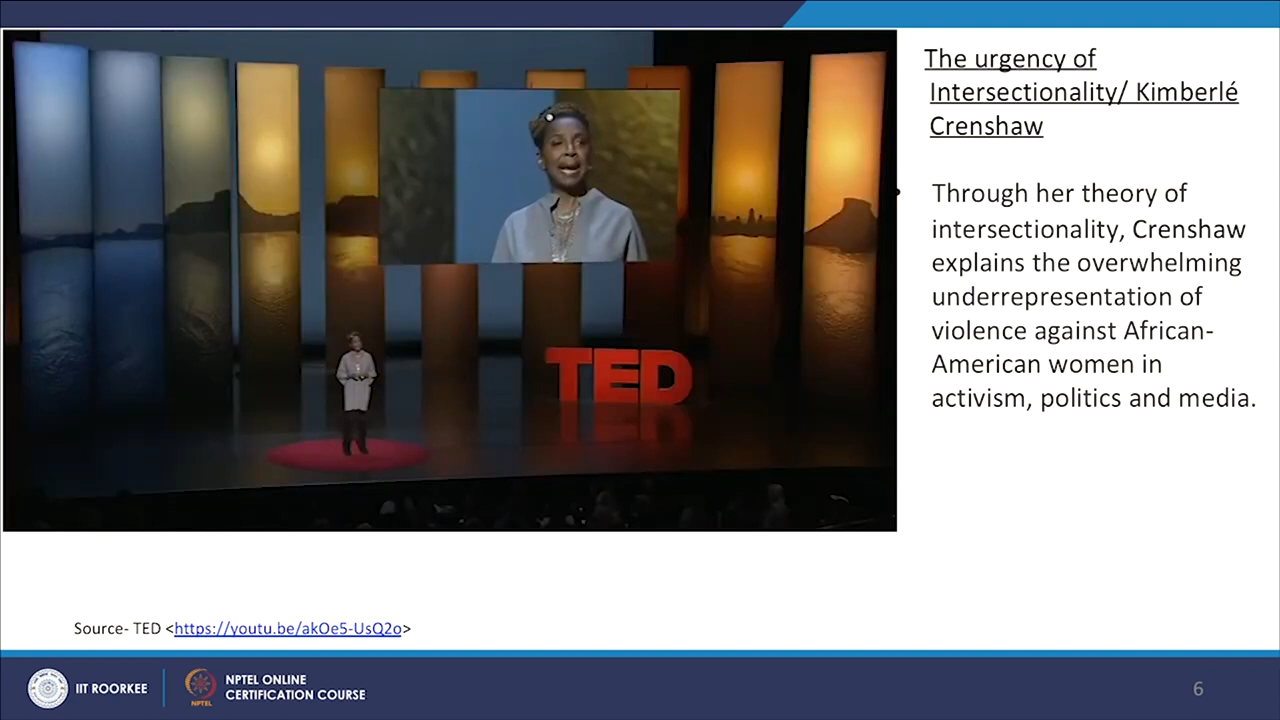 The urgency of
Intersectionality/ Kimberlé
Crenshaw
• Through her theory of
intersectionality, Crenshaw
explains the overwhelming
underrepresentation of
violence against African-
American women in
activism, politics and media.
TED
Source- TED <https://youtu.be/akOe5-UsQ2o>
IIT ROORKEE
NPTEL
NPTEL ONLINE
CERTIFICATION COURSE
6